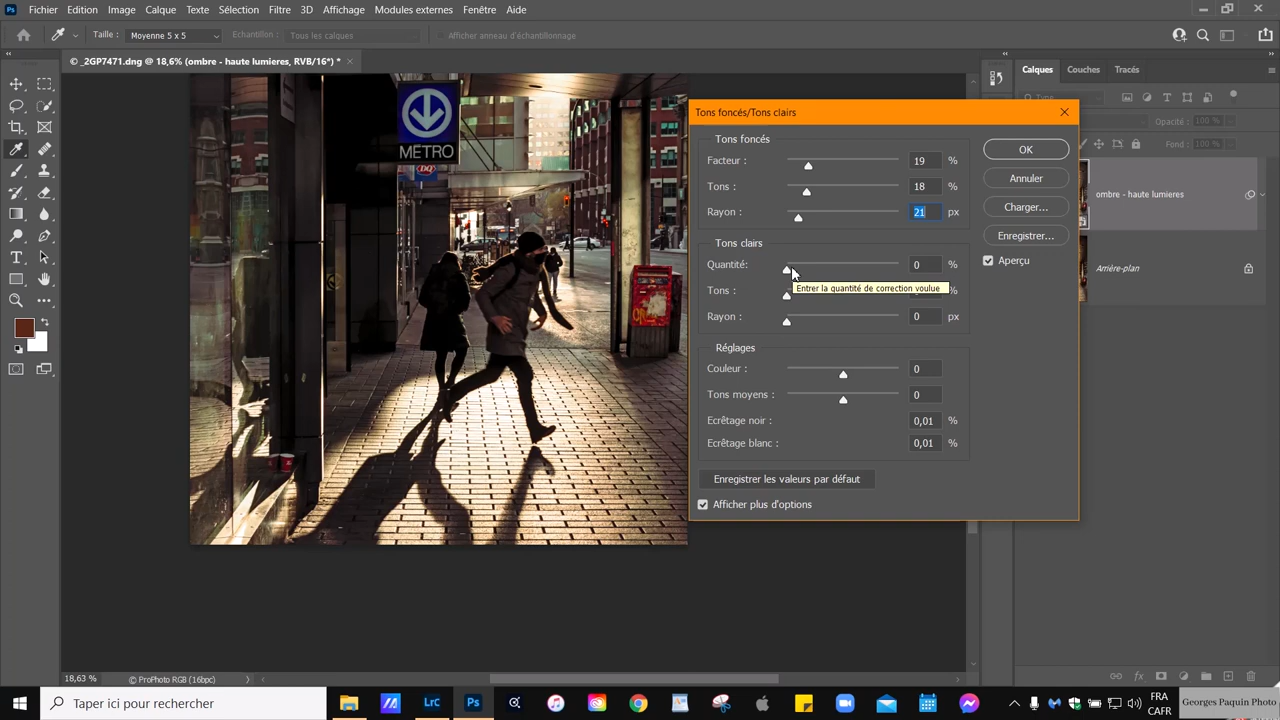 Ps Fichier Edition Image Calque Texte Sélection Filtre 3D Affichage Modules externes Fenêtre Aide
Taille : Moyenne 5 x 5 Echantillon : Tous les calques Afficher anneau d'échantillonnage
© _2GP7471.dng @ 18,6% (ombre - haute lumieres, RVB/16*) *
Calques Couches Tracés
Type
Opacité : 100 %
Fond : 100 %
ombre - haute lumieres
Arrière-plan
MÉTRO
DQ
Tons foncés/Tons clairs
Tons foncés
Facteur : 19 %
Tons : 18 %
Rayon : 21 px
Tons clairs
Quantité: 0 %
Entrer la quantité de correction voulue
Tons : %
Rayon : 0 px
Réglages
Couleur : 0
Tons moyens : 0
Ecrêtage noir : 0,01 %
Ecrêtage blanc : 0,01 %
Enregistrer les valeurs par défaut
Afficher plus d'options
OK
Annuler
Charger...
Enregistrer...
Aperçu
18,63 % © ProPhoto RGB (16bpc)
fx
Taper ici pour rechercher
Lrc
Ps
FRA
CAFR
Georges Paquin Photo